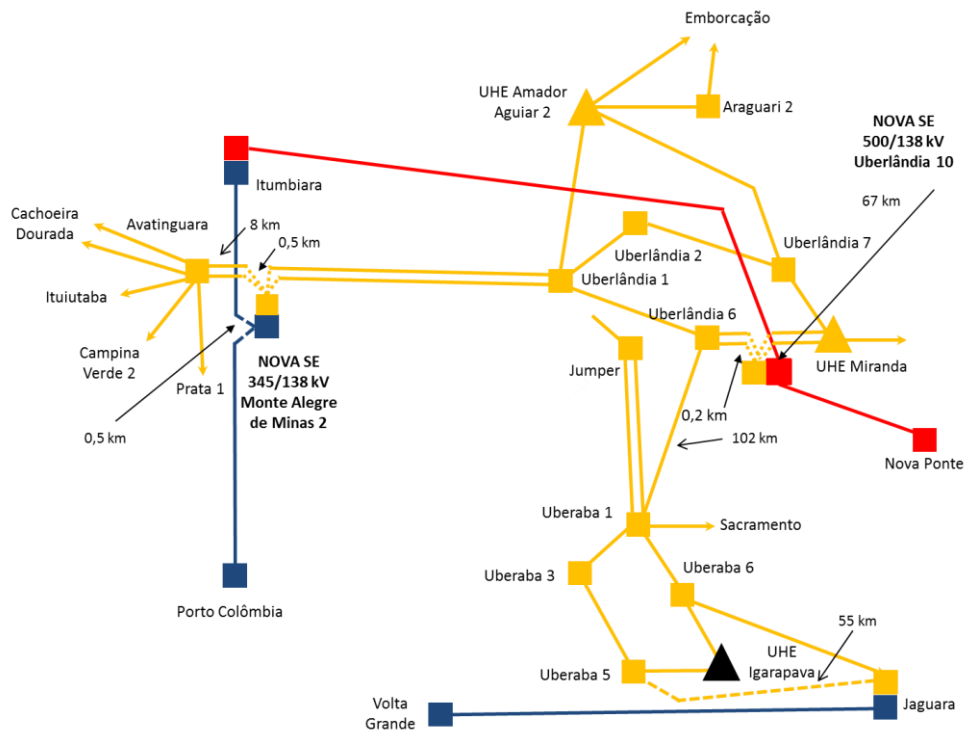 Emborcação
UHE Amador
Aguiar 2
Araguari 2
NOVA SE
500/138 kV
Uberlândia 10
67 km
Itumbiara
Cachoeira
Dourada
Avatinguara
8 km
0,5 km
Uberlândia 2
Uberlândia 7
Uberlândia 1
Ituiutaba
Uberlândia 6
Campina
Verde 2
Prata 1
NOVA SE
345/138 kV
Monte Alegre
de Minas 2
Jumper
UHE Miranda
0,5 km
0,2 km
102 km
Nova Ponte
Uberaba 1
Sacramento
Uberaba 3
Uberaba 6
Porto Colômbia
55 km
UHE
Igarapava
Uberaba 5
Volta
Grande
Jaguara